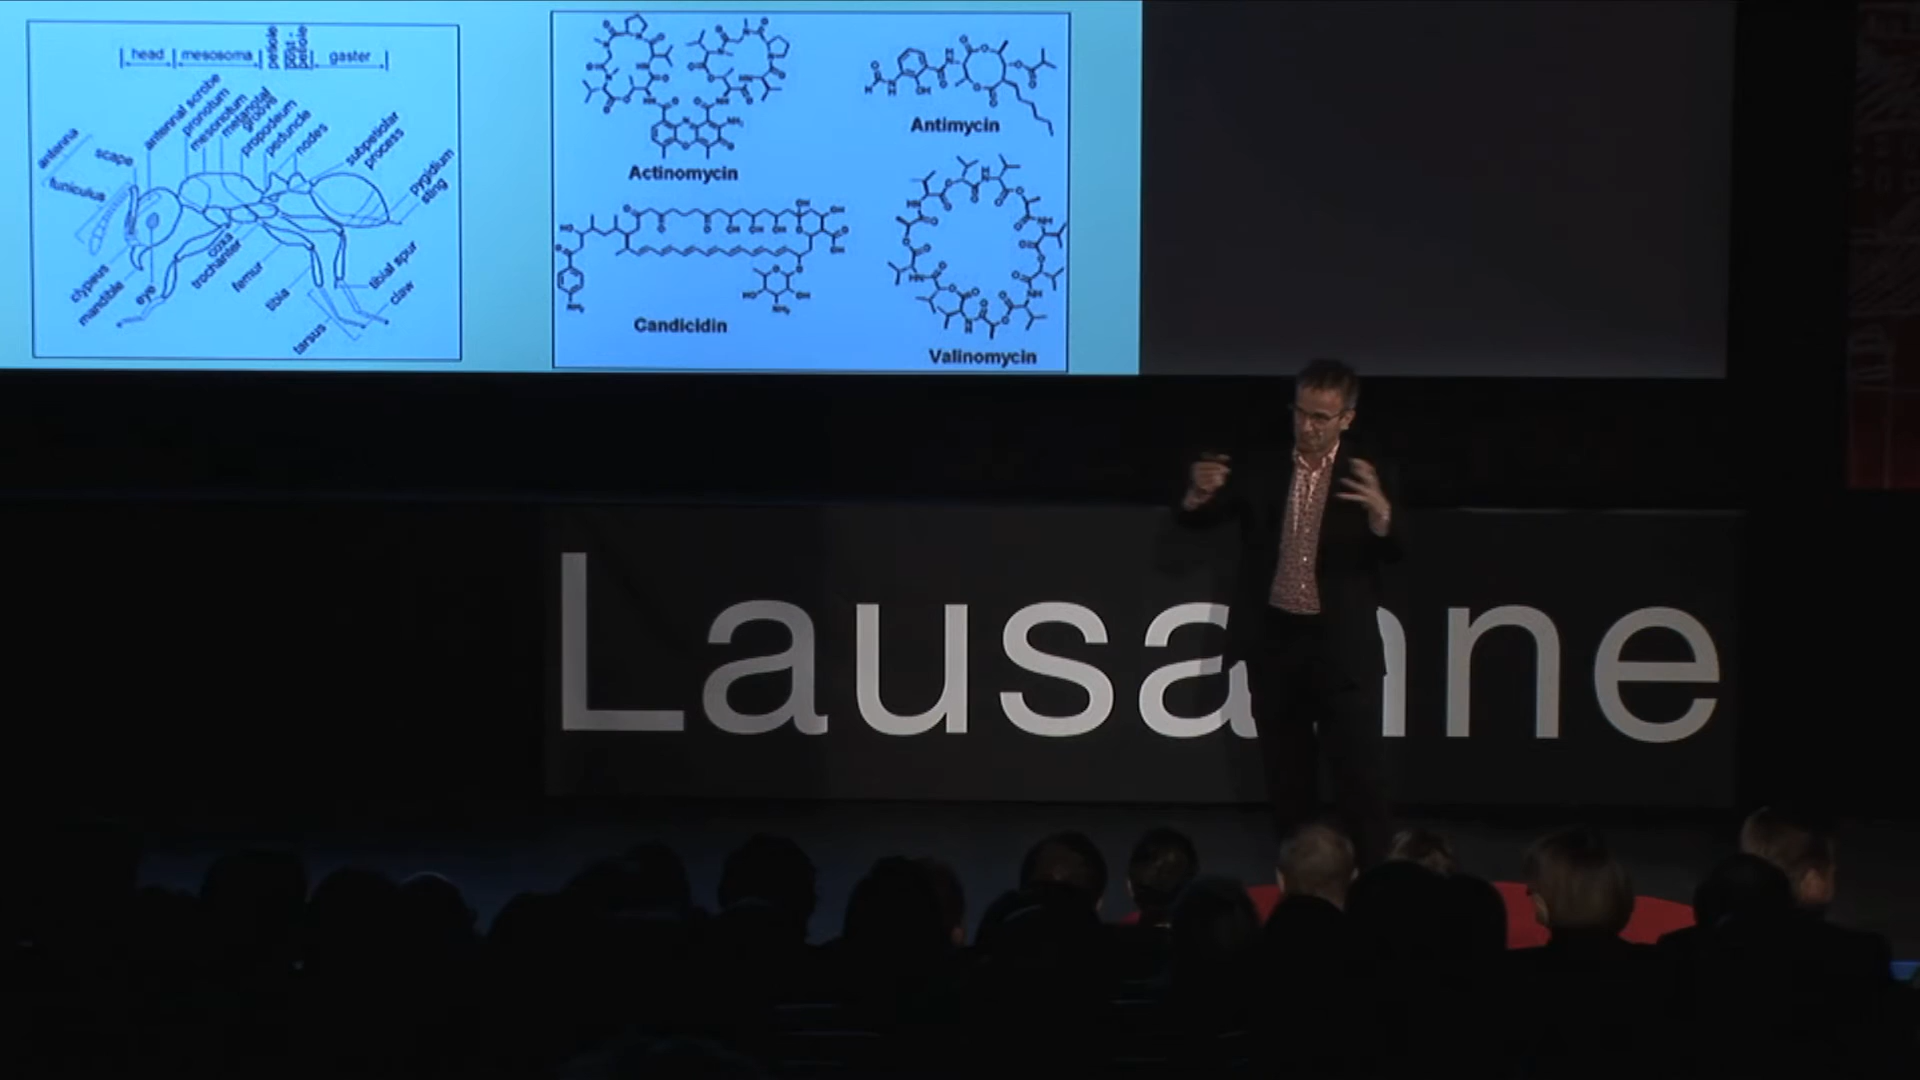 head
mesosoma
petiole
post-
petiole
gaster
antenna
scape
funiculus
antennal scrobe
pronotum
mesonotum
metanotal
groove
propodeum
peduncle
nodes
subpetiolar
process
pygidium
sting
clypeus
mandible
eye
coxa
trochanter
femur
tibia
tarsus
tibial spur
claw
Actinomycin
Antimycin
Candicidin
Valinomycin
Lausanne